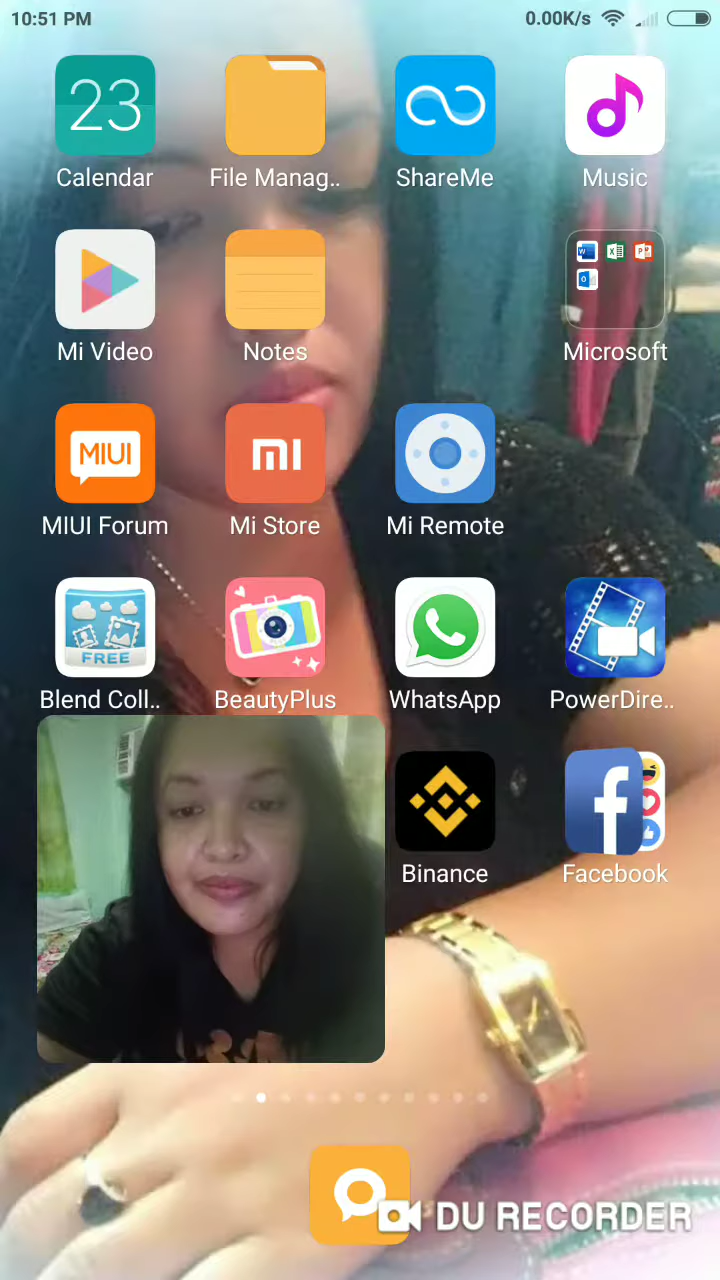 10:51 PM 0.00K/s
23
Calendar File Manag.. ShareMe Music
Mi Video Notes Microsoft
MIUI
MIUI Forum Mi Store Mi Remote
FREE
Blend Coll.. BeautyPlus WhatsApp PowerDire..
Binance Facebook
DU RECORDER